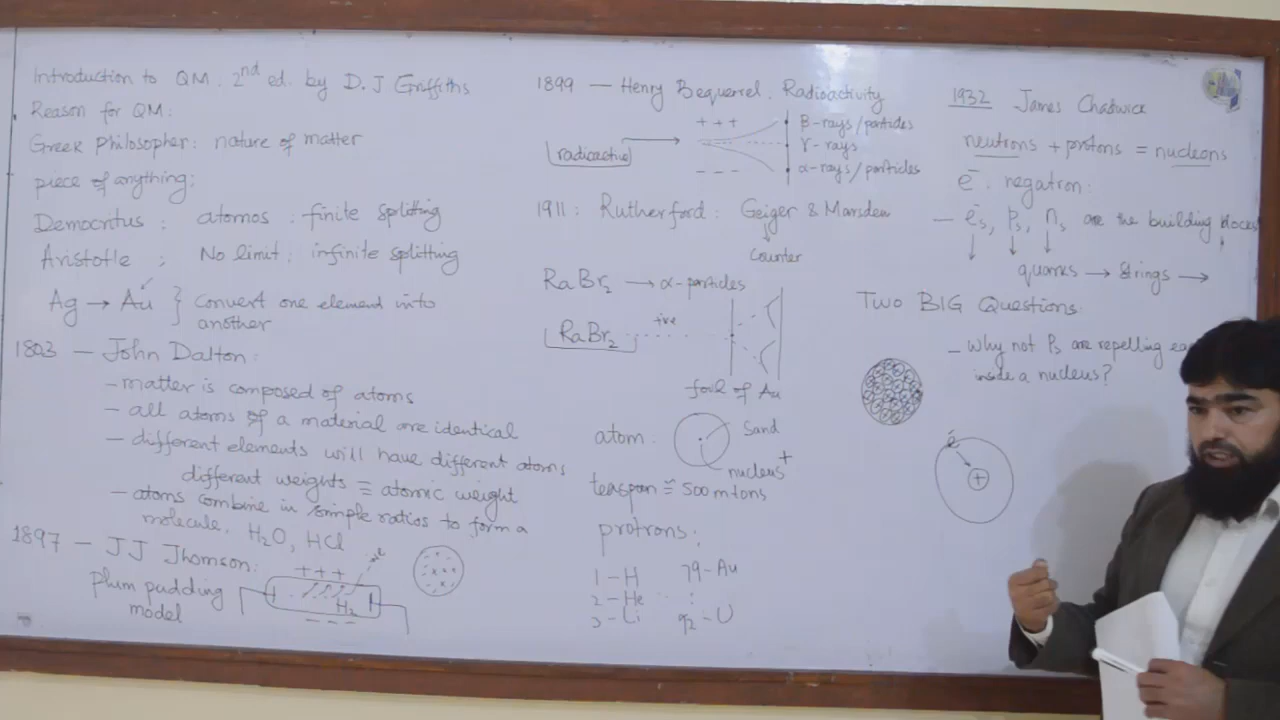 Introduction to QM: 2nd ed. by D.J Griffiths
Reason for QM:
Greek Philosopher: nature of matter
piece of anything:
Democritus: atomos: finite splitting
Aristotle: No limit: infinite splitting
Ag → Au } Convert one element into
another
1803 – John Dalton:
- matter is composed of atoms
- all atoms of a material are identical
- different elements will have different atoms
different weights ≡ atomic weight
- atoms combine in simple ratios to form a
molecule, H2O, HCl
1897 – JJ Jhomson:
Plum pudding
model
+ + +
H2
- - -
1899 – Henry Bequerrel. Radioactivity
radioactive
+ + +
- - -
β-rays/particles
γ-rays
α-rays/particles
1911: Rutherford: Geiger & Marsden
Counter
RaBr2 → α-particles
RaBr2
+ive
foil of Au
atom:
Sand
nucleus+
teaspon ≅ 500 m tons
protrons:
1 – H
2 – He
3 – Li
79 – Au
:
92 – U
1932 James Chadwick
neutrons + protons = nucleons
e- negatron:
– e-s, Ps, ns are the building blocks
quarks → strings →
Two BIG Questions:
– Why not Ps are repelling
inside a nucleus?
e-
+